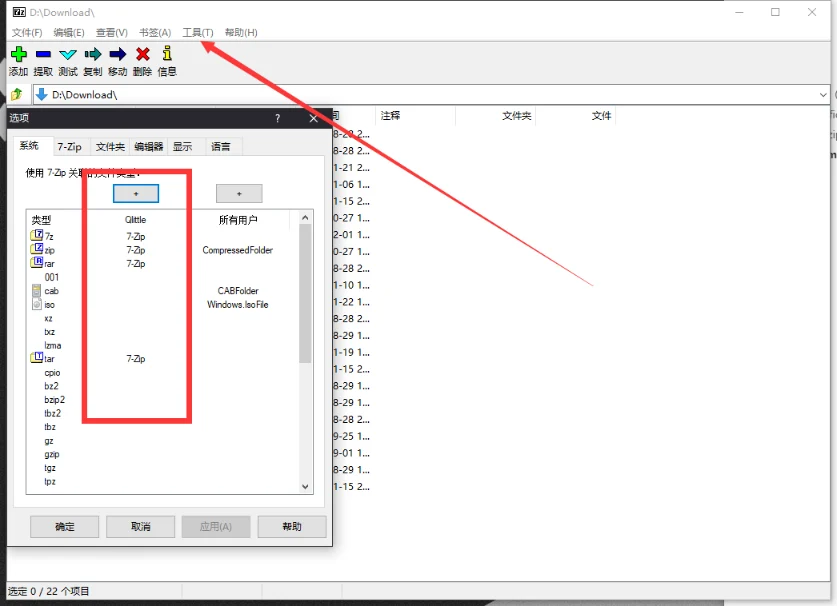 D:\Download\
文件(F) 编辑(E) 查看(V) 书签(A) 工具(T) 帮助(H)
添加 提取 测试 复制 移动 删除 信息
D:\Download\
注释 文件夹 文件
选项 ?
系统 7-Zip 文件夹 编辑器 显示 语言
使用 7-Zip 关联的文件类型:
+ +
类型 Qlittle 所有用户
7z 7-Zip
zip 7-Zip CompressedFolder
rar 7-Zip
001
cab CABFolder
iso Windows.IsoFile
xz
txz
lzma
tar 7-Zip
cpio
bz2
bzip2
tbz2
tbz
gz
gzip
tgz
tpz
8-28 2...
8-28 2...
1-21 2...
1-06 1...
1-15 2...
0-27 1...
2-01 1...
0-27 1...
8-28 2...
1-10 1...
1-22 1...
8-28 2...
8-29 1...
1-19 1...
1-15 2...
8-29 1...
8-29 1...
8-28 2...
9-25 1...
9-01 1...
8-29 1...
1-15 2...
确定 取消 应用(A) 帮助
选定 0 / 22 个项目